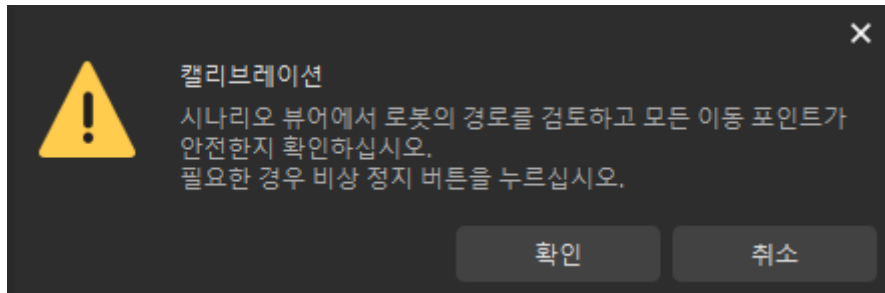 캘리브레이션
시나리오 뷰어에서 로봇의 경로를 검토하고 모든 이동 포인트가
안전한지 확인하십시오.
필요한 경우 비상 정지 버튼을 누르십시오.
확인
취소